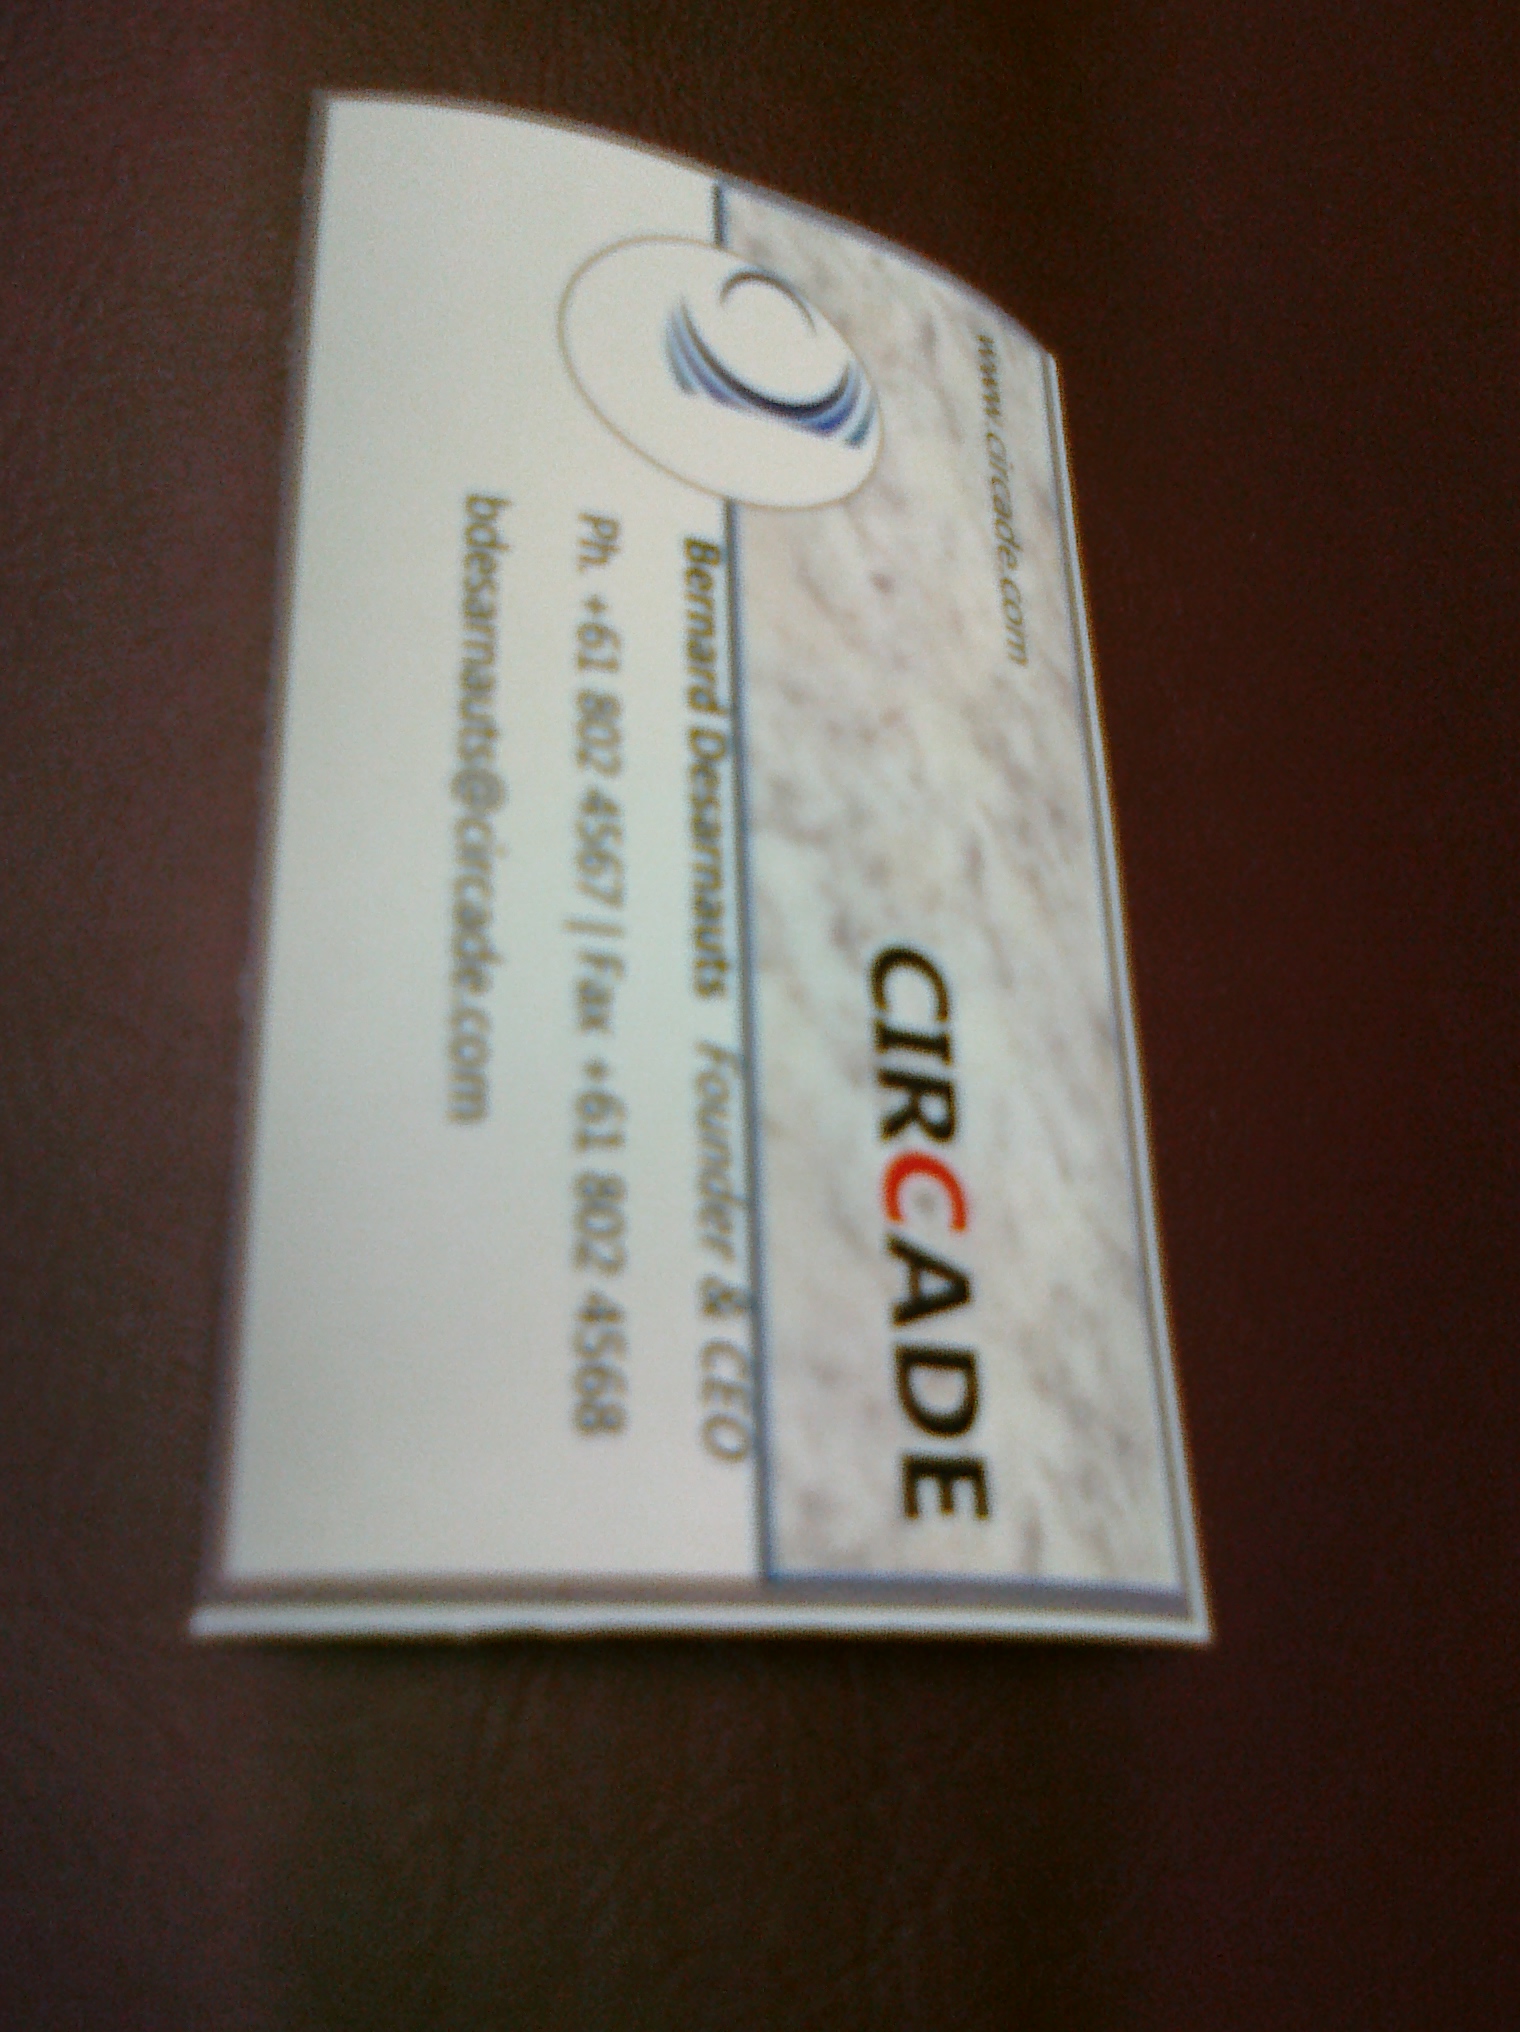 www.circade.com
CIRCADE
Bernard Desarnauts Founder & CEO
Ph. +61 802 4567 | Fax +61 802 4568
bdesarnauts@circade.com